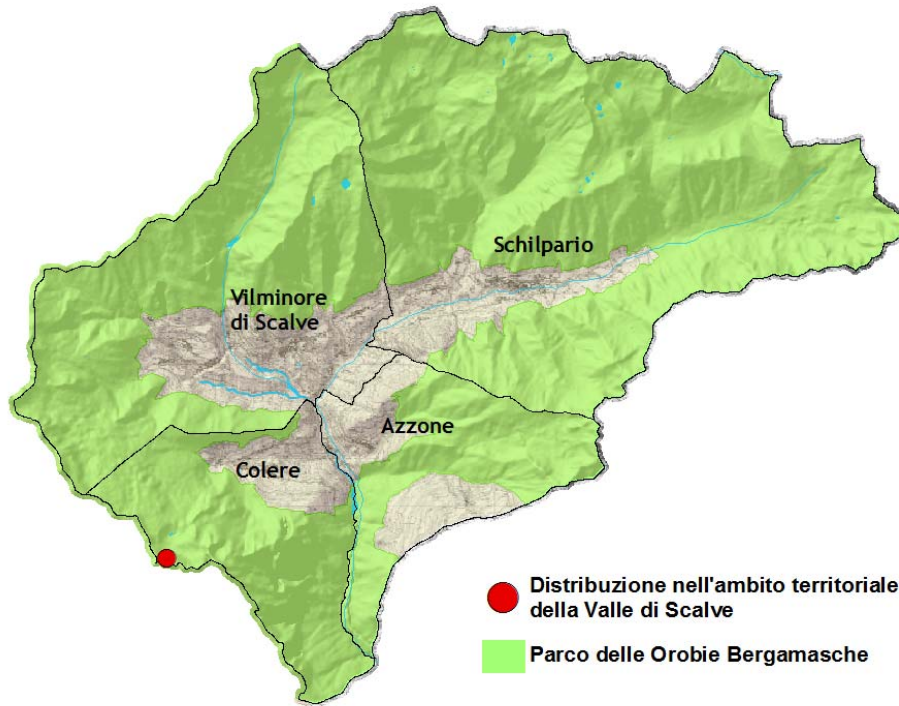 Schilpario
Vilminore
di Scalve
Azzone
Colere
Distribuzione nell'ambito territoriale
della Valle di Scalve
Parco delle Orobie Bergamasche